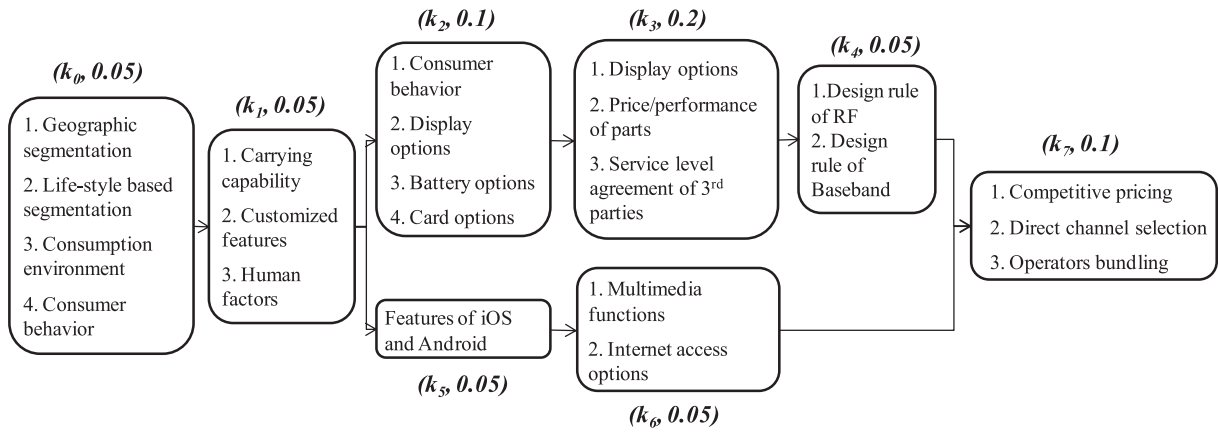 (k0, 0.05)
1. Geographic
segmentation
2. Life-style based
segmentation
3. Consumption
environment
4. Consumer
behavior
(k1, 0.05)
1. Carrying
capability
2. Customized
features
3. Human
factors
(k2, 0.1)
1. Consumer
behavior
2. Display
options
3. Battery options
4. Card options
(k3, 0.2)
1. Display options
2. Price/performance
of parts
3. Service level
agreement of 3rd
parties
(k4, 0.05)
1.Design rule
of RF
2. Design
rule of
Baseband
Features of iOS
and Android
(k5, 0.05)
1. Multimedia
functions
2. Internet access
options
(k6, 0.05)
(k7, 0.1)
1. Competitive pricing
2. Direct channel selection
3. Operators bundling